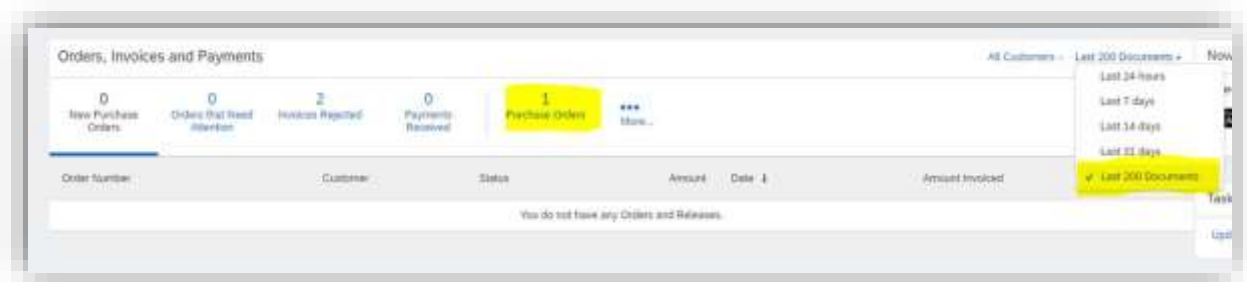 Orders, Invoices and Payments
All Customers
Last 200 Documents
Now
Last 24 hours
Last 7 days
Last 14 days
Last 31 days
✓ Last 200 Documents
0
New Purchase
Orders
0
Orders that Need
Attention
2
Invoices Rejected
0
Payments
Received
1
Purchase Orders
More...
Order Number Customer Status Amount Date ↓ Amount Invoiced
You do not have any Orders and Releases.
Task